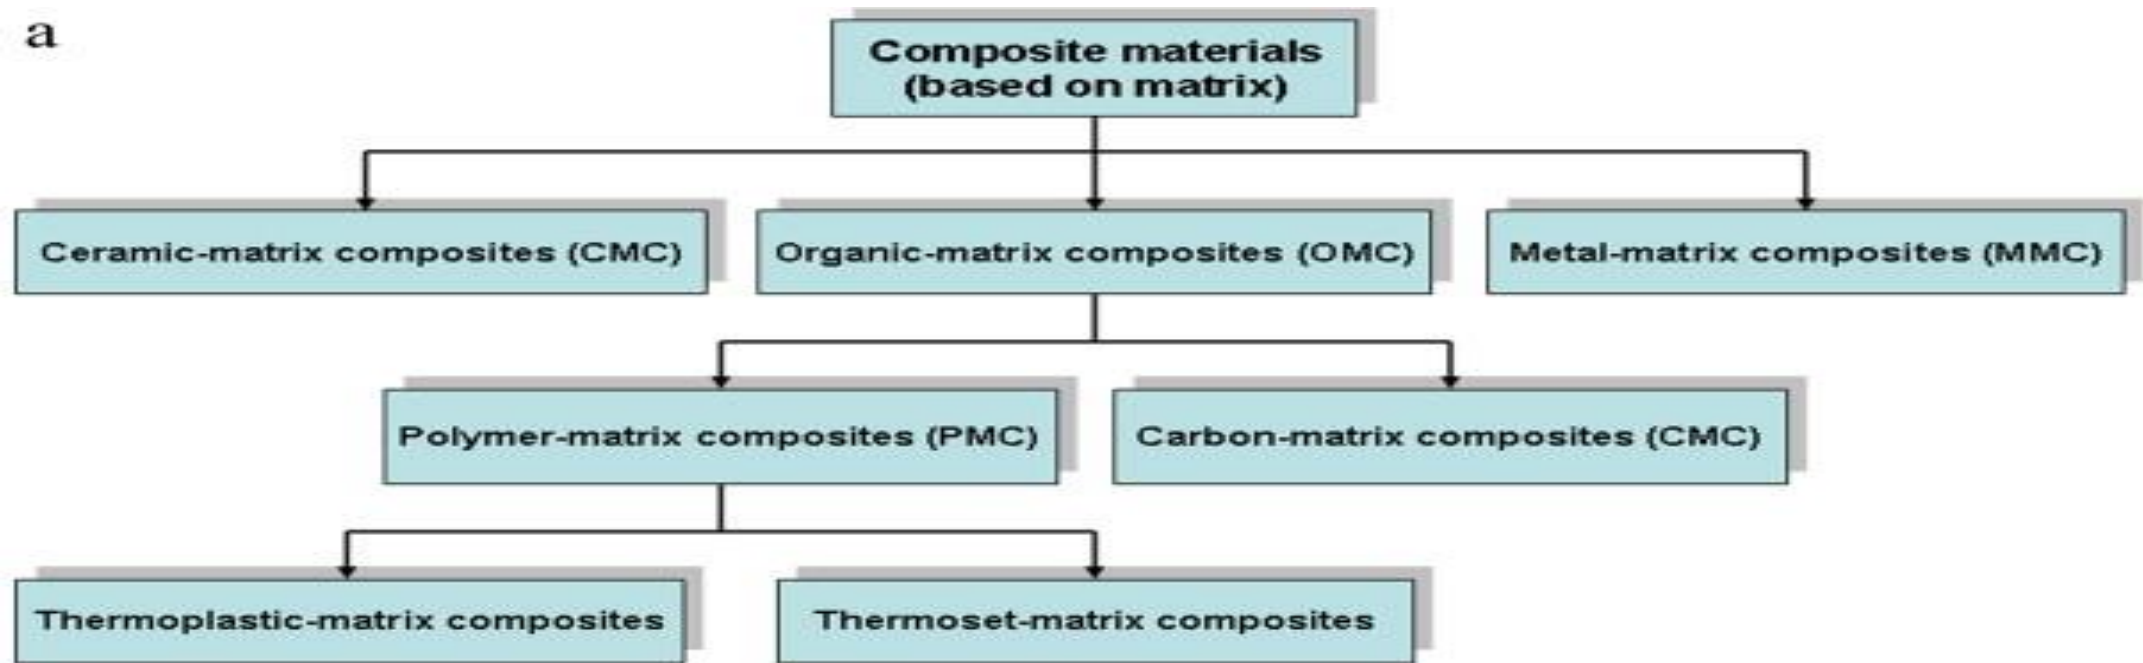 a
Composite materials
(based on matrix)
Ceramic-matrix composites (CMC)
Organic-matrix composites (OMC)
Metal-matrix composites (MMC)
Polymer-matrix composites (PMC)
Carbon-matrix composites (CMC)
Thermoplastic-matrix composites
Thermoset-matrix composites